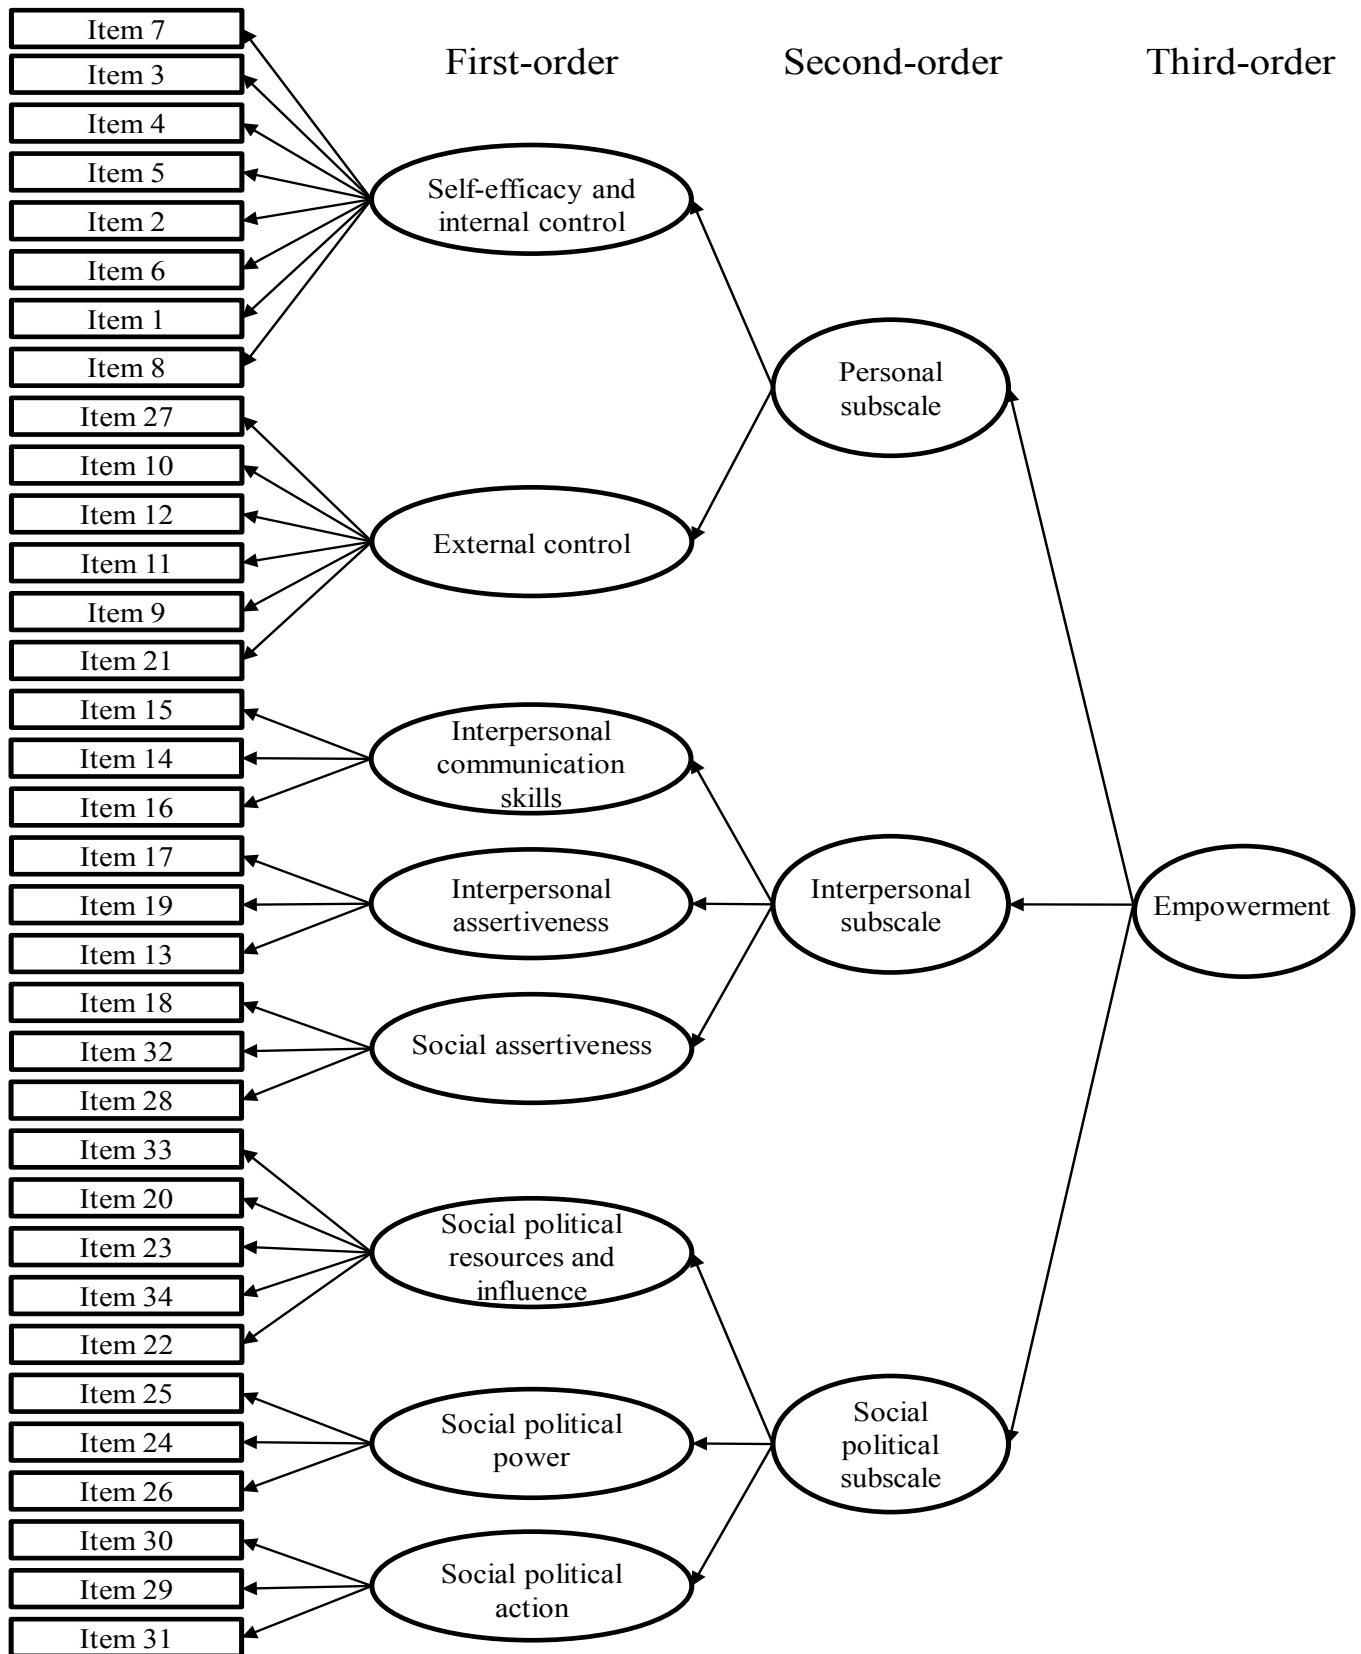 First-order
Second-order
Third-order
Item 7
Item 3
Item 4
Item 5
Item 2
Item 6
Item 1
Item 8
Item 27
Item 10
Item 12
Item 11
Item 9
Item 21
Item 15
Item 14
Item 16
Item 17
Item 19
Item 13
Item 18
Item 32
Item 28
Item 33
Item 20
Item 23
Item 34
Item 22
Item 25
Item 24
Item 26
Item 30
Item 29
Item 31
Self-efficacy and
internal control
External control
Interpersonal
communication
skills
Interpersonal
assertiveness
Social assertiveness
Social political
resources and
influence
Social political
power
Social political
action
Personal
subscale
Interpersonal
subscale
Social
political
subscale
Empowerment